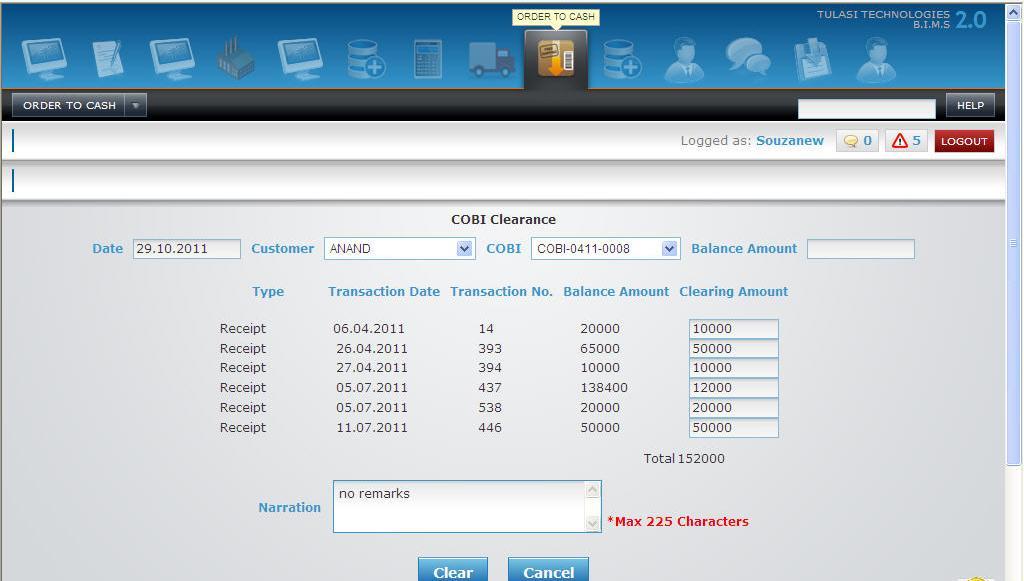 ORDER TO CASH
TULASI TECHNOLOGIES
B.I.M.S 2.0
ORDER TO CASH HELP
Logged as: Souzanew 0 5 LOGOUT
COBI Clearance
Date 29.10.2011 Customer ANAND COBI COBI-0411-0008 Balance Amount
Type Transaction Date Transaction No. Balance Amount Clearing Amount
Receipt 06.04.2011 14 20000 10000
Receipt 26.04.2011 393 65000 50000
Receipt 27.04.2011 394 10000 10000
Receipt 05.07.2011 437 138400 12000
Receipt 05.07.2011 538 20000 20000
Receipt 11.07.2011 446 50000 50000
Total 152000
Narration no remarks
*Max 225 Characters
Clear Cancel